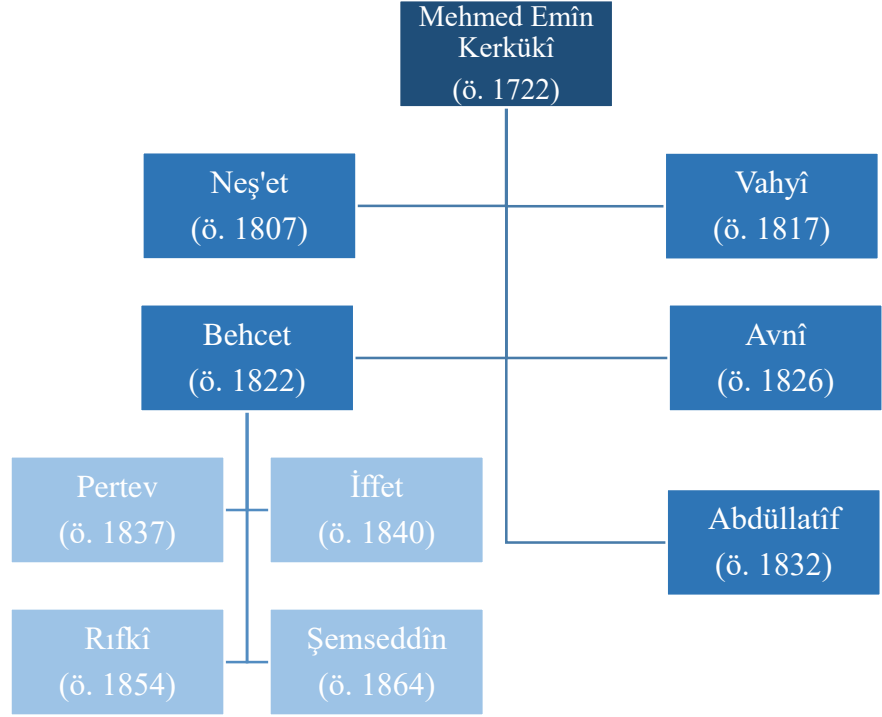 Mehmed Emîn
Kerkükî
(ö. 1722)
Neş'et
(ö. 1807)
Vahyî
(ö. 1817)
Behcet
(ö. 1822)
Avnî
(ö. 1826)
Pertev
(ö. 1837)
İffet
(ö. 1840)
Abdüllatîf
(ö. 1832)
Rıfkî
(ö. 1854)
Şemseddîn
(ö. 1864)